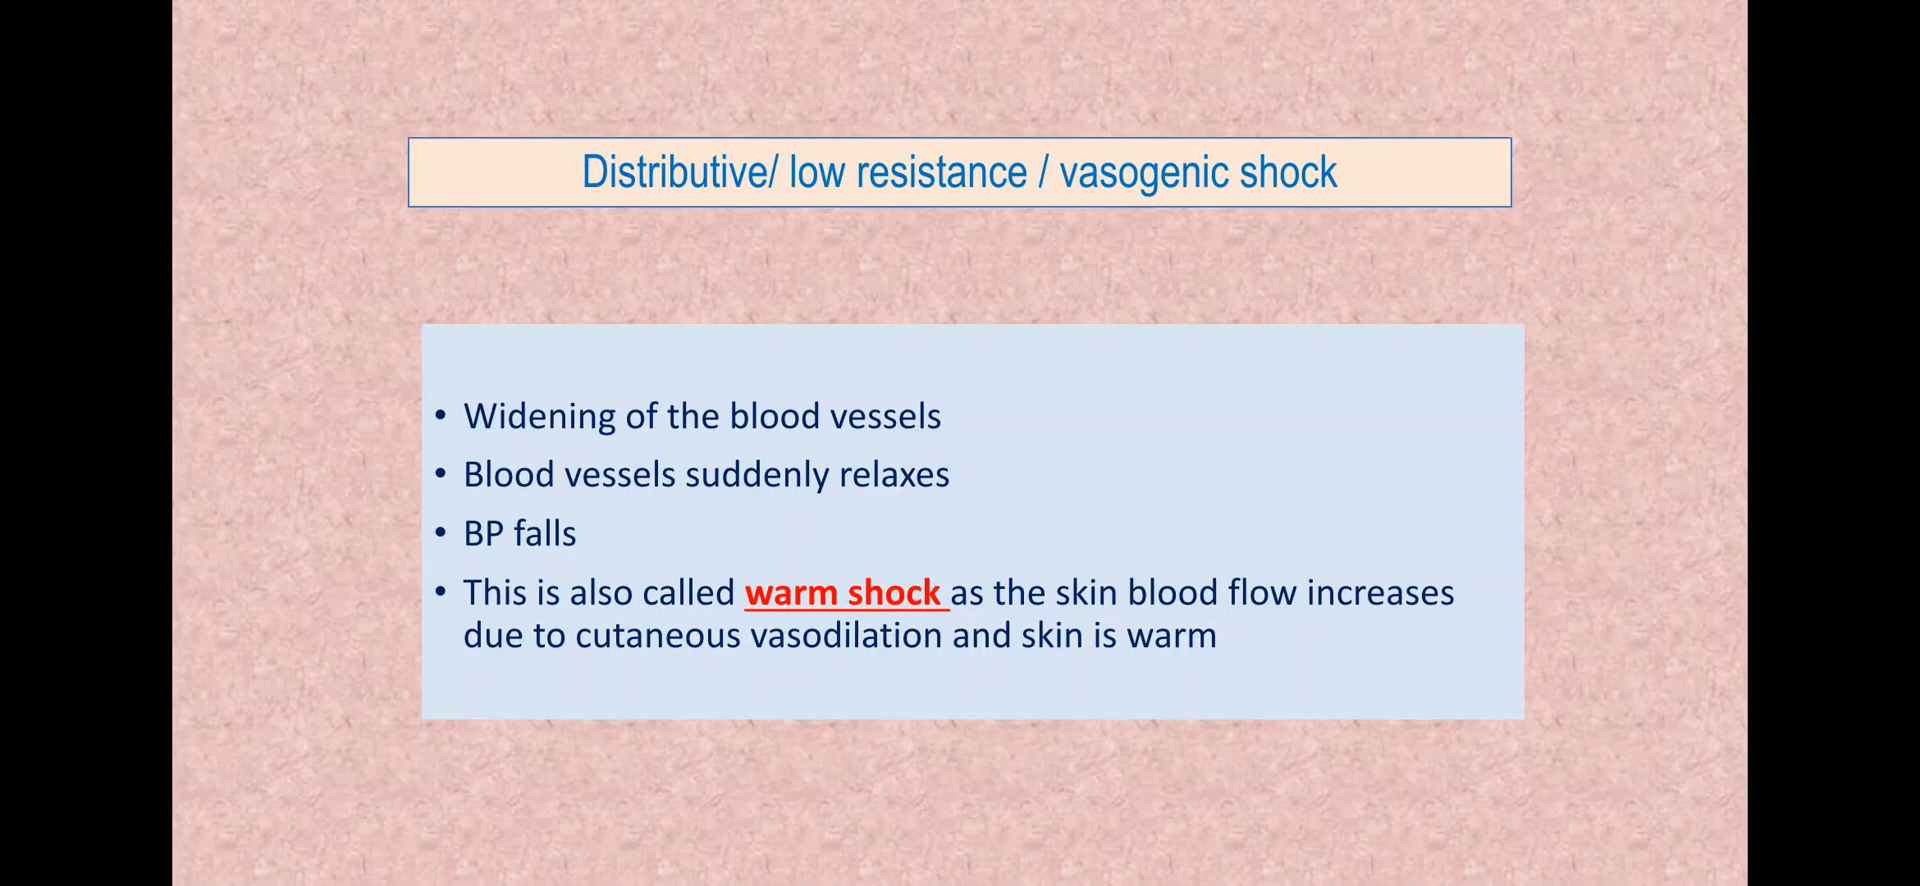 Distributive/ low resistance / vasogenic shock
• Widening of the blood vessels
• Blood vessels suddenly relaxes
• BP falls
• This is also called warm shock as the skin blood flow increases
due to cutaneous vasodilation and skin is warm